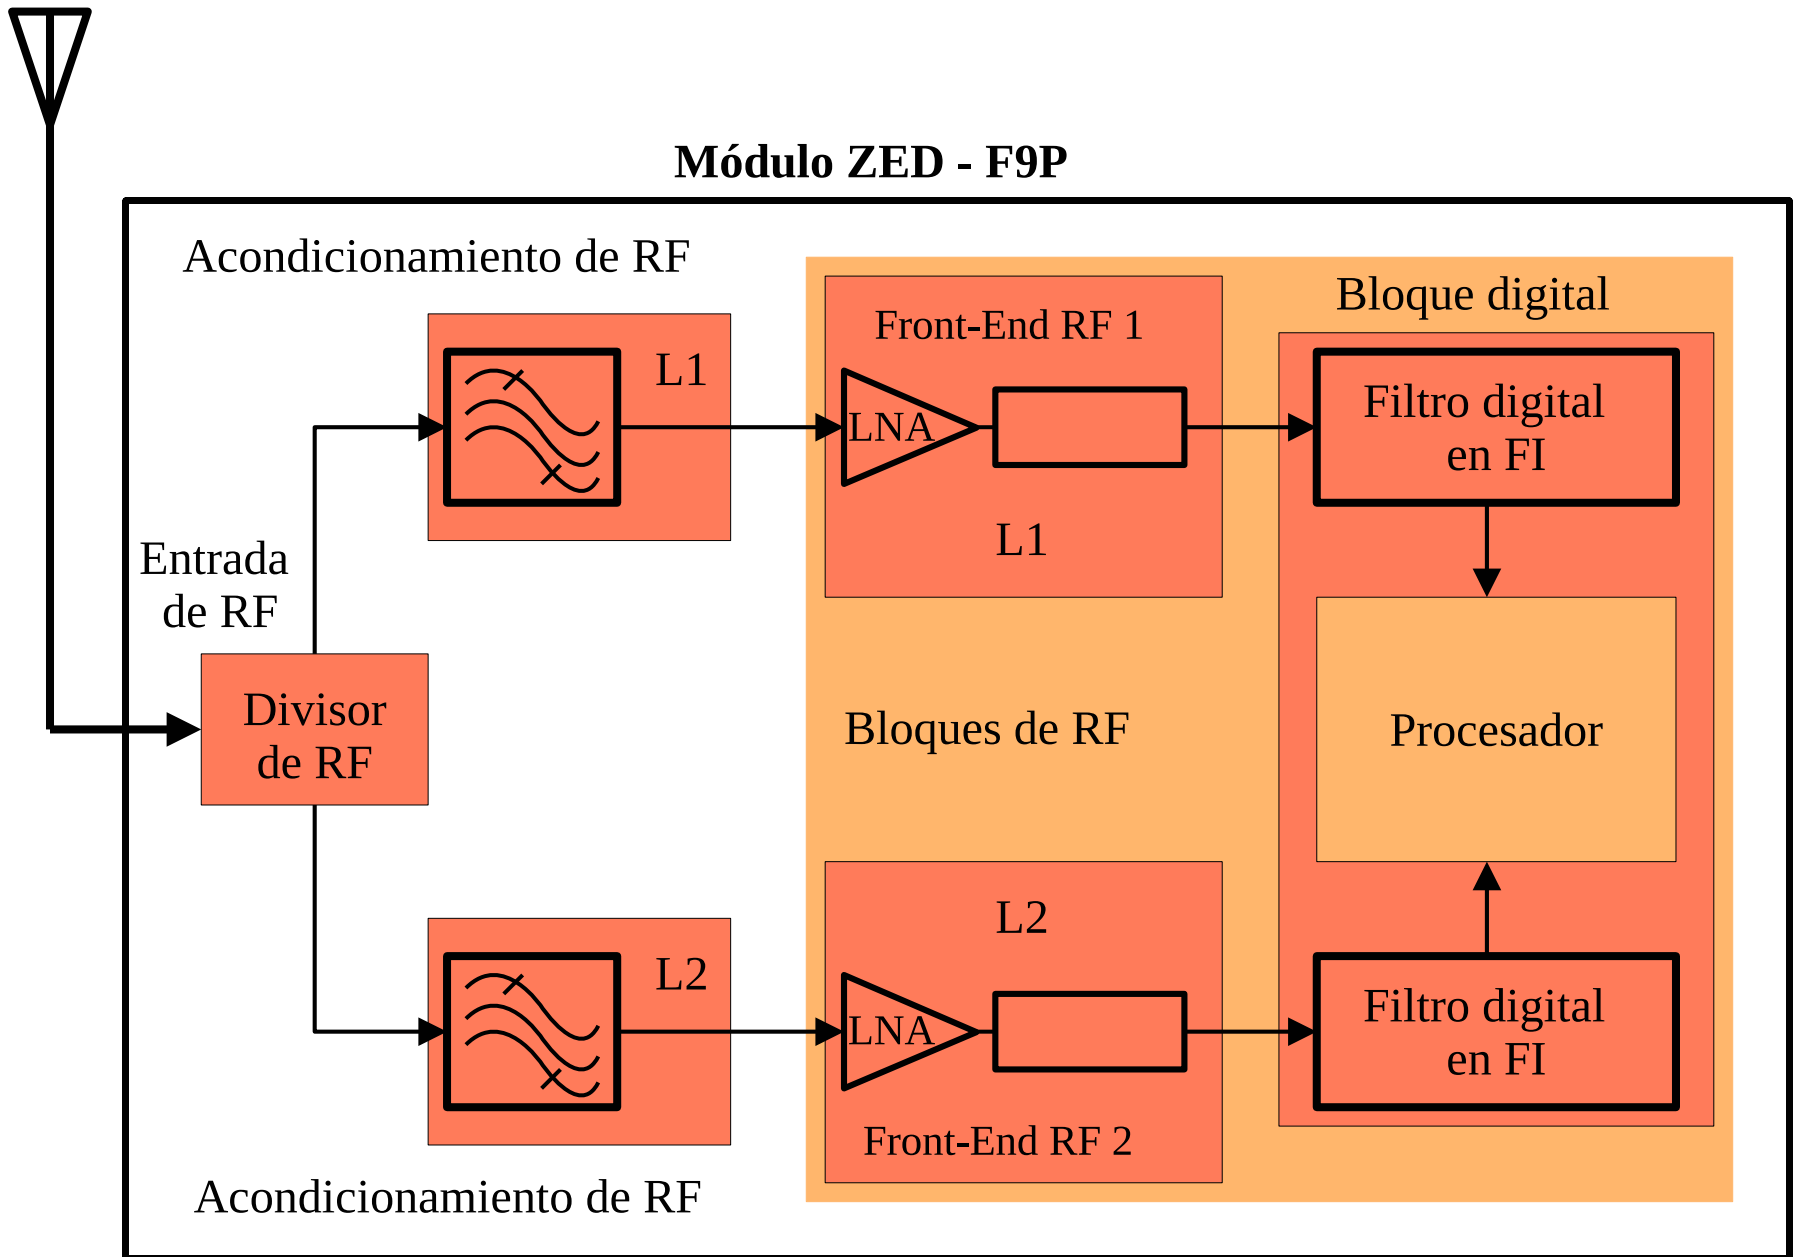 Módulo ZED - F9P
Acondicionamiento de RF
L1
Front-End RF 1
LNA
L1
Bloque digital
Filtro digital
en FI
Entrada
de RF
Divisor
de RF
Bloques de RF
Procesador
L2
L2
LNA
Front-End RF 2
Filtro digital
en FI
Acondicionamiento de RF